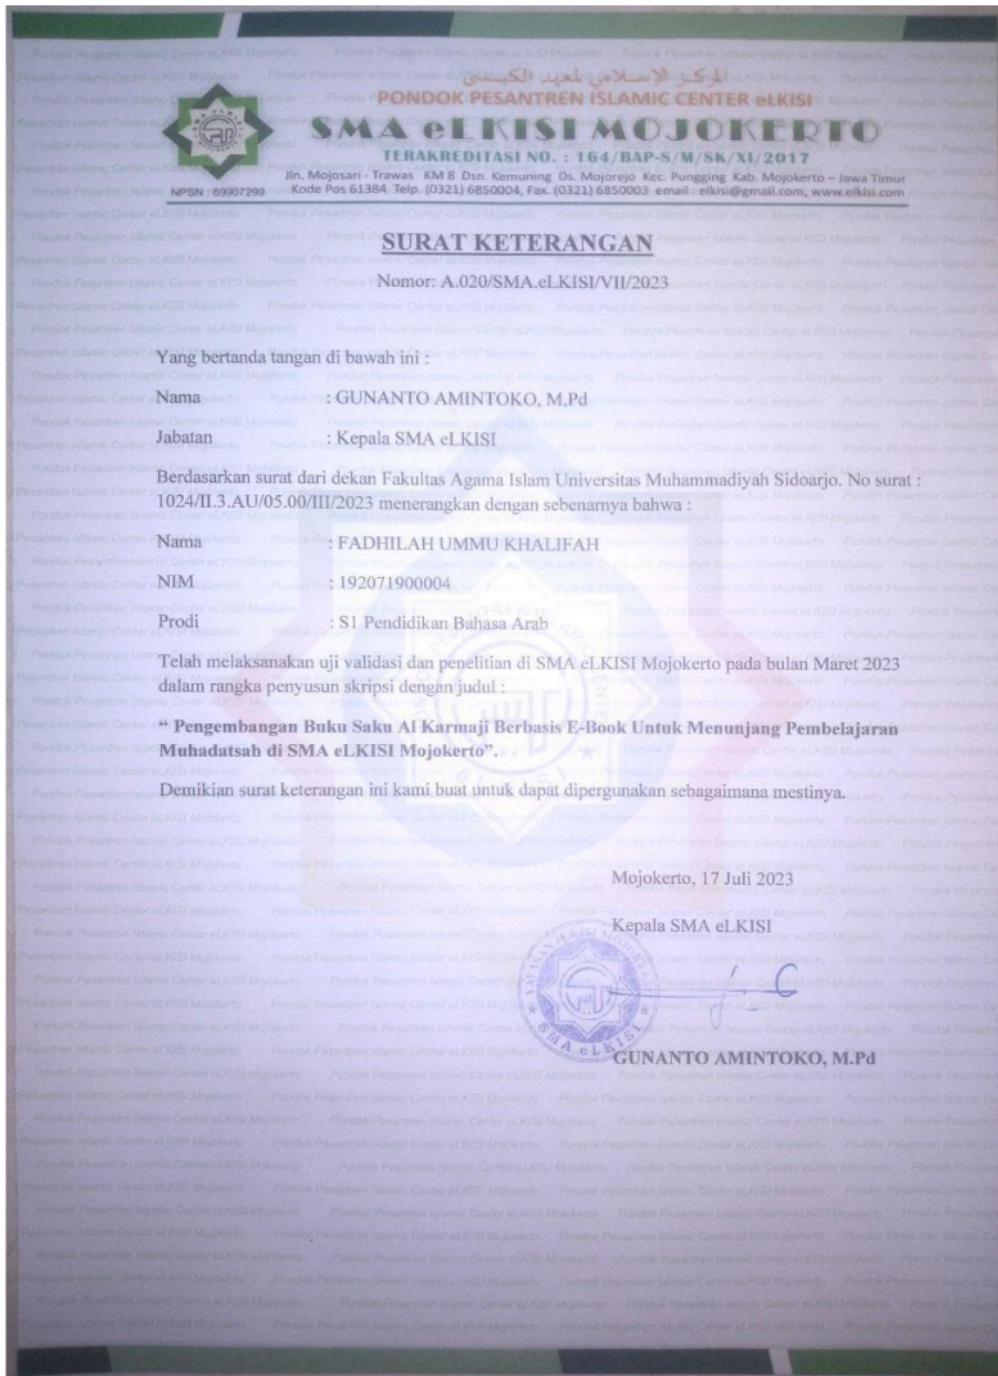 المركز الإسلامي لمعهد الكيسي
PONDOK PESANTREN ISLAMIC CENTER eLKISI
SMA eLKISI MOJOKERTO
TERAKREDITASI NO. : 164/BAP-S/M/SK/XI/2017
Jln. Mojosari - Trawas KM 8 Dsn. Kemuning Ds. Mojorejo Kec. Pungging Kab. Mojokerto – Jawa Timur
NPSN : 69907299
Kode Pos 61384 Telp. (0321) 6850004, Fax. (0321) 6850003 email : elkisi@gmail.com, www.elkisi.com
SURAT KETERANGAN
Nomor: A.020/SMA.eLKISI/VII/2023
Yang bertanda tangan di bawah ini :
Nama : GUNANTO AMINTOKO, M,Pd
Jabatan : Kepala SMA eLKISI
Berdasarkan surat dari dekan Fakultas Agama Islam Universitas Muhammadiyah Sidoarjo. No surat :
1024/II.3.AU/05.00/III/2023 menerangkan dengan sebenarnya bahwa :
Nama : FADHILAH UMMU KHALIFAH
NIM : 192071900004
Prodi : S1 Pendidikan Bahasa Arab
Telah melaksanakan uji validasi dan penelitian di SMA eLKISI Mojokerto pada bulan Maret 2023
dalam rangka penyusun skripsi dengan judul :
“ Pengembangan Buku Saku Al Karmaji Berbasis E-Book Untuk Menunjang Pembelajaran
Muhadatsah di SMA eLKISI Mojokerto”.
Demikian surat keterangan ini kami buat untuk dapat dipergunakan sebagaimana mestinya.
Mojokerto, 17 Juli 2023
Kepala SMA eLKISI
SMA eLKISI
GUNANTO AMINTOKO, M.Pd